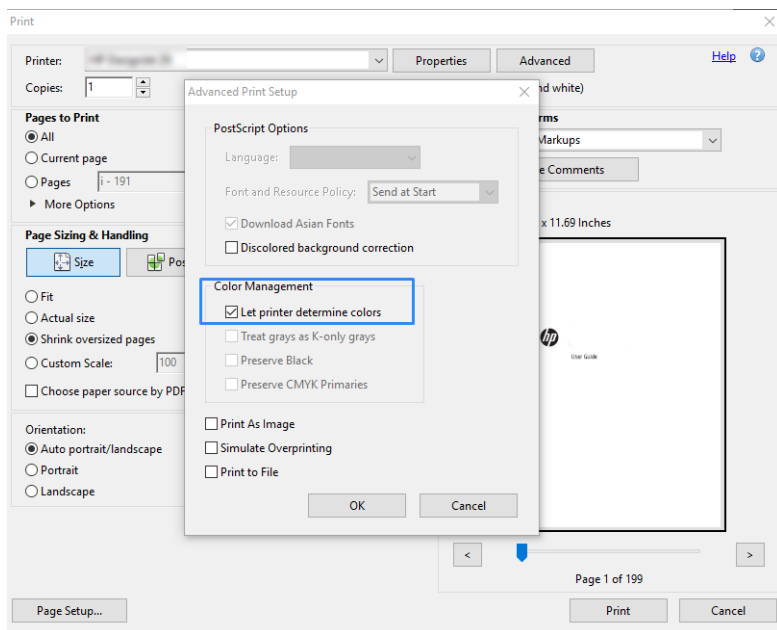 Print
Printer:
Properties
Advanced
Help
?
Copies:
1
nd white)
Advanced Print Setup
Pages to Print
All
Current page
Pages
i - 191
More Options
PostScript Options
Language:
Font and Resource Policy:
Send at Start
Download Asian Fonts
Discolored background correction
rms
Markups
e Comments
Page Sizing & Handling
Size
Pos
x 11.69 Inches
Fit
Actual size
Shrink oversized pages
Custom Scale:
100
Choose paper source by PDF
Color Management
Let printer determine colors
Treat grays as K-only grays
Preserve Black
Preserve CMYK Primaries
hp
User Guide
Orientation:
Auto portrait/landscape
Portrait
Landscape
Print As Image
Simulate Overprinting
Print to File
OK
Cancel
<
>
Page 1 of 199
Page Setup...
Print
Cancel